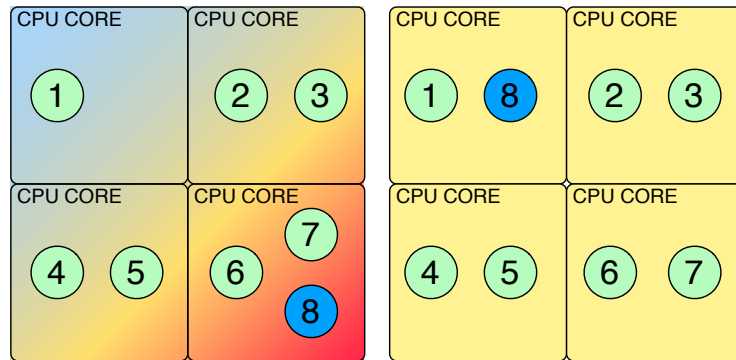 CPU CORE
1
CPU CORE
2 3
CPU CORE
4 5
CPU CORE
6 7 8
CPU CORE
1 8
CPU CORE
2 3
CPU CORE
4 5
CPU CORE
6 7